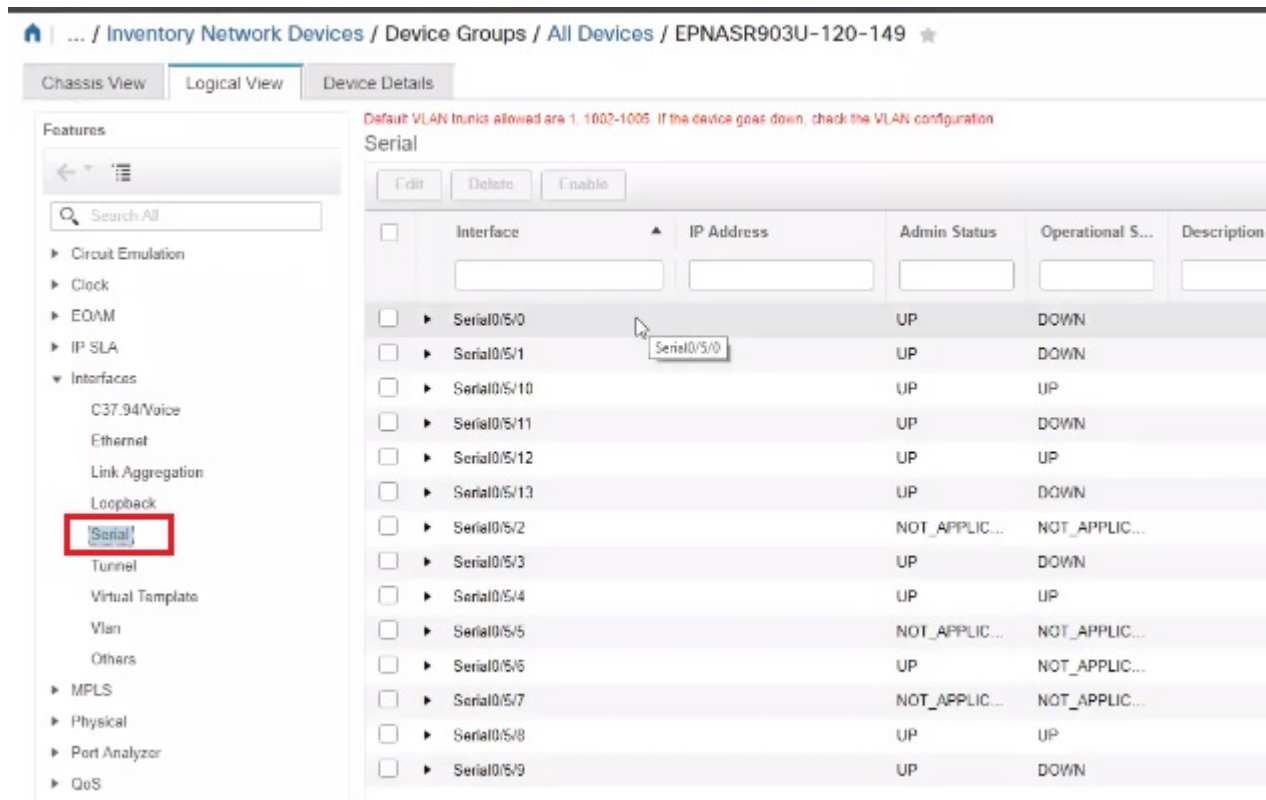 ... / Inventory Network Devices / Device Groups / All Devices / EPNASR903U-120-149
Chassis View Logical View Device Details
Features
Default VLAN trunks allowed are 1, 1002-1005. If the device goes down, check the VLAN configuration
Serial
Edit Delete Enable
Search All
Interface IP Address Admin Status Operational S... Description
Circuit Emulation
Clock
EOAM
IP SLA
Interfaces
C37.94/Voice
Ethernet
Link Aggregation
Loopback
Serial
Tunnel
Virtual Template
Vlan
Others
MPLS
Physical
Port Analyzer
QoS
Serial0/5/0 UP DOWN
Serial0/5/0
Serial0/5/1 UP DOWN
Serial0/5/10 UP UP
Serial0/5/11 UP DOWN
Serial0/5/12 UP UP
Serial0/5/13 UP DOWN
Serial0/5/2 NOT_APPLIC... NOT_APPLIC...
Serial0/5/3 UP DOWN
Serial0/5/4 UP UP
Serial0/5/5 NOT_APPLIC... NOT_APPLIC...
Serial0/5/6 UP NOT_APPLIC...
Serial0/5/7 NOT_APPLIC... NOT_APPLIC...
Serial0/5/8 UP UP
Serial0/5/9 UP DOWN